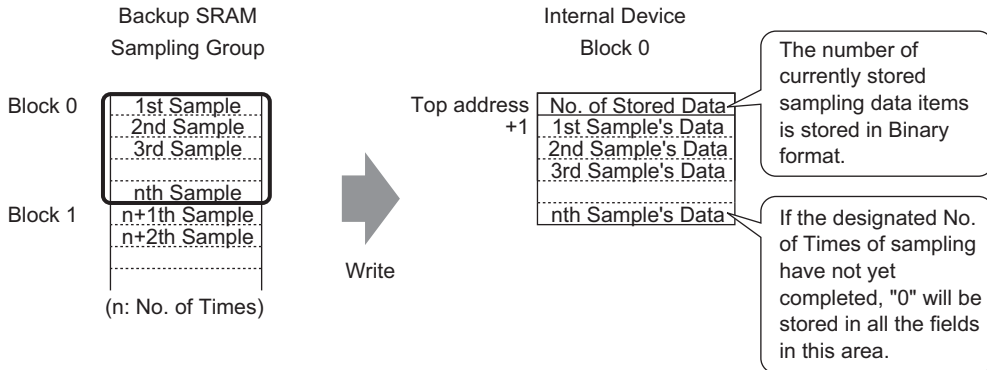 Backup SRAM
Sampling Group
Block 0
1st Sample
2nd Sample
3rd Sample
nth Sample
Block 1
n+1th Sample
n+2th Sample
(n: No. of Times)
Write
Internal Device
Block 0
Top address
+1
No. of Stored Data
1st Sample's Data
2nd Sample's Data
3rd Sample's Data
nth Sample's Data
The number of
currently stored
sampling data items
is stored in Binary
format.
If the designated No.
of Times of sampling
have not yet
completed, "0" will be
stored in all the fields
in this area.